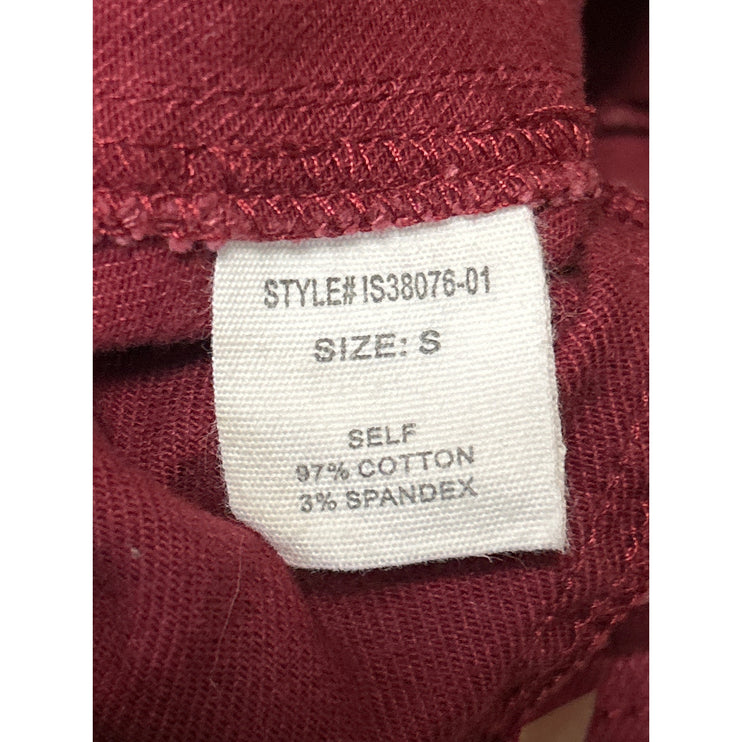 STYLE# IS38076-01
SIZE: S
SELF
97% COTTON
3% SPANDEX